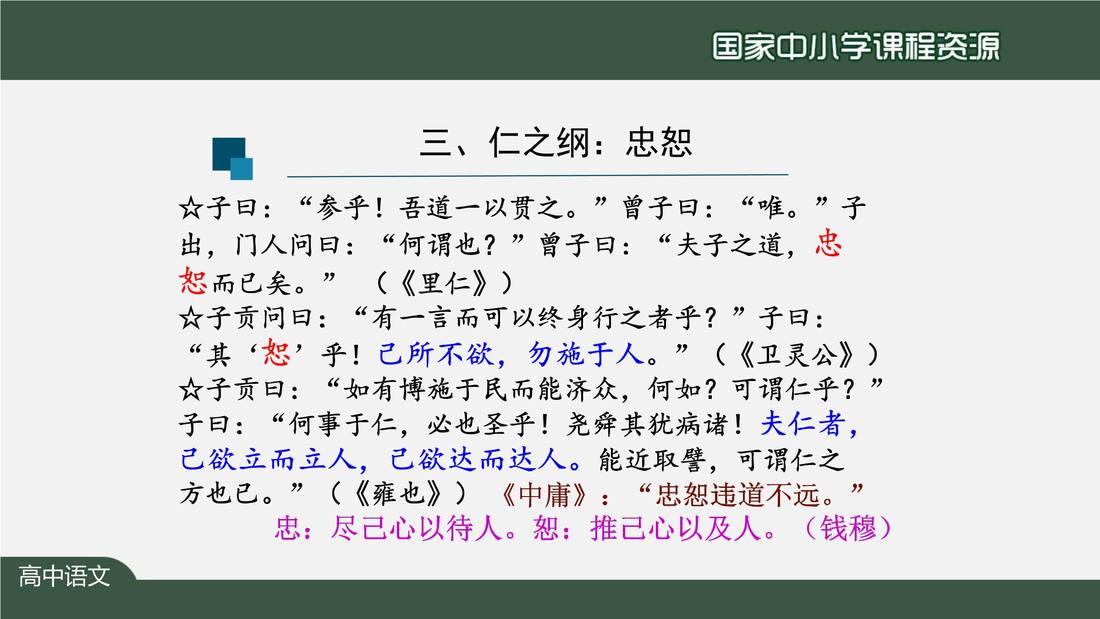 国家中小学课程资源
三、仁之纲：忠恕
☆子曰：“参乎！吾道一以贯之。”曾子曰：“唯。”子
出，门人问曰：“何谓也？”曾子曰：“夫子之道，忠
恕而已矣。”（《里仁》）
☆子贡问曰：“有一言而可以终身行之者乎？”子曰：
“其‘恕’乎！己所不欲，勿施于人。”（《卫灵公》）
☆子贡曰：“如有博施于民而能济众，何如？可谓仁乎？”
子曰：“何事于仁，必也圣乎！尧舜其犹病诸！夫仁者，
己欲立而立人，己欲达而达人。能近取譬，可谓仁之
方也已。”（《雍也》）《中庸》：“忠恕违道不远。”
忠：尽己心以待人。恕：推己心以及人。（钱穆）
高中语文